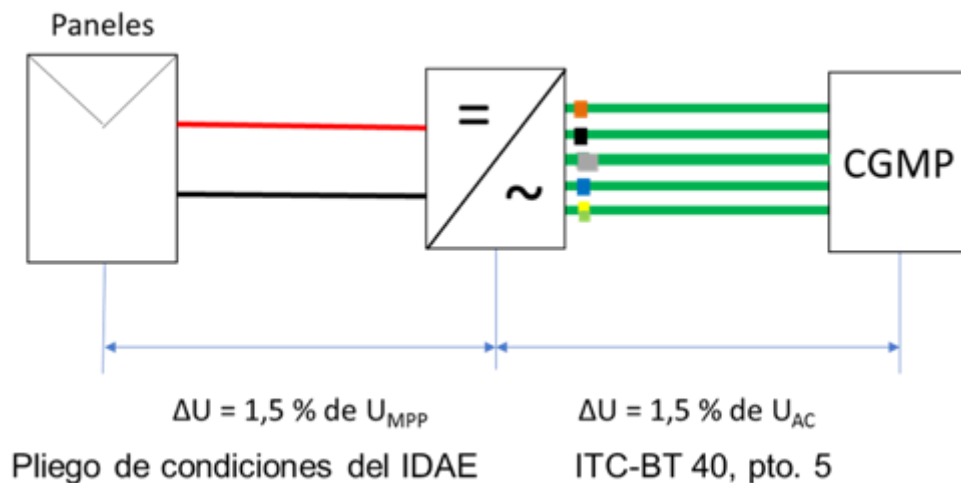 Paneles
=
~
CGMP
ΔU = 1,5 % de U_MPP
ΔU = 1,5 % de U_AC
Pliego de condiciones del IDAE
ITC-BT 40, pto. 5